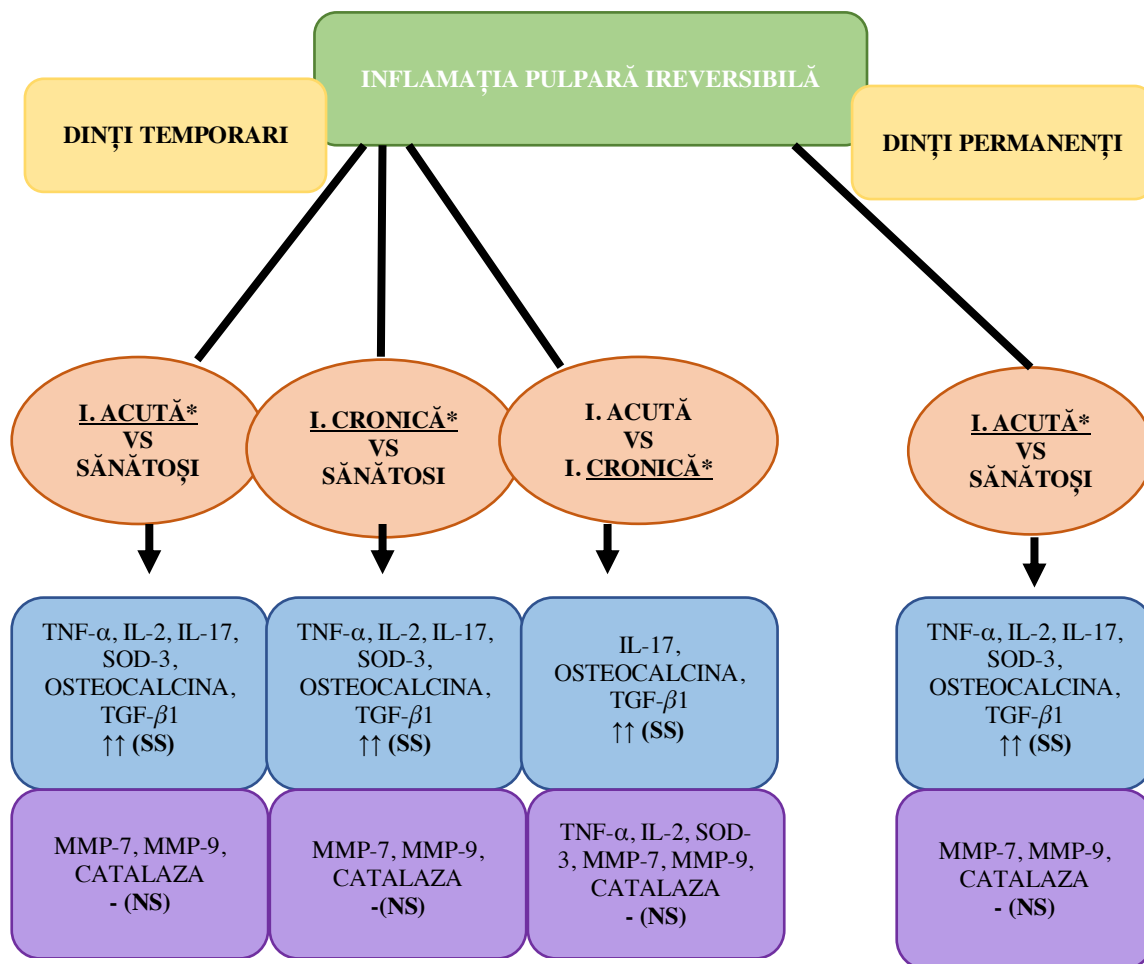 INFLAMAȚIA PULPARĂ IREVERSIBILĂ
DINȚI TEMPORARI
DINȚI PERMANENȚI
I. ACUTĂ*
VS
SĂNĂTOȘI
I. CRONICĂ*
VS
SĂNĂTOSI
I. ACUTĂ
VS
I. CRONICĂ*
I. ACUTĂ*
VS
SĂNĂTOȘI
TNF-α, IL-2, IL-17,
SOD-3,
OSTEOCALCINA,
TGF-β1
↑↑ (SS)
TNF-α, IL-2, IL-17,
SOD-3,
OSTEOCALCINA,
TGF-β1
↑↑ (SS)
IL-17,
OSTEOCALCINA,
TGF-β1
↑↑ (SS)
TNF-α, IL-2, IL-17,
SOD-3,
OSTEOCALCINA,
TGF-β1
↑↑ (SS)
MMP-7, MMP-9,
CATALAZA
- (NS)
MMP-7, MMP-9,
CATALAZA
-(NS)
TNF-α, IL-2, SOD-
3, MMP-7, MMP-9,
CATALAZA
- (NS)
MMP-7, MMP-9,
CATALAZA
- (NS)